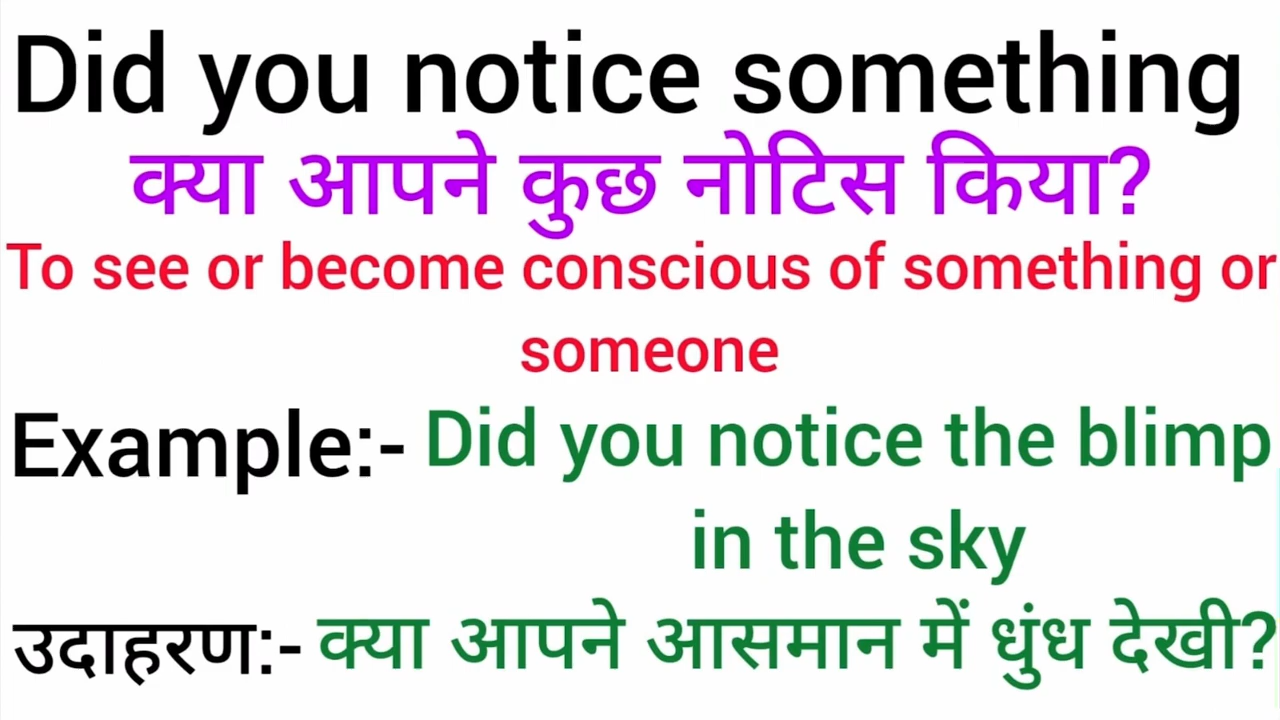 Did you notice something
क्या आपने कुछ नोटिस किया?
To see or become conscious of something or
someone
Example:- Did you notice the blimp
in the sky
उदाहरण:- क्या आपने आसमान में धुंध देखी?